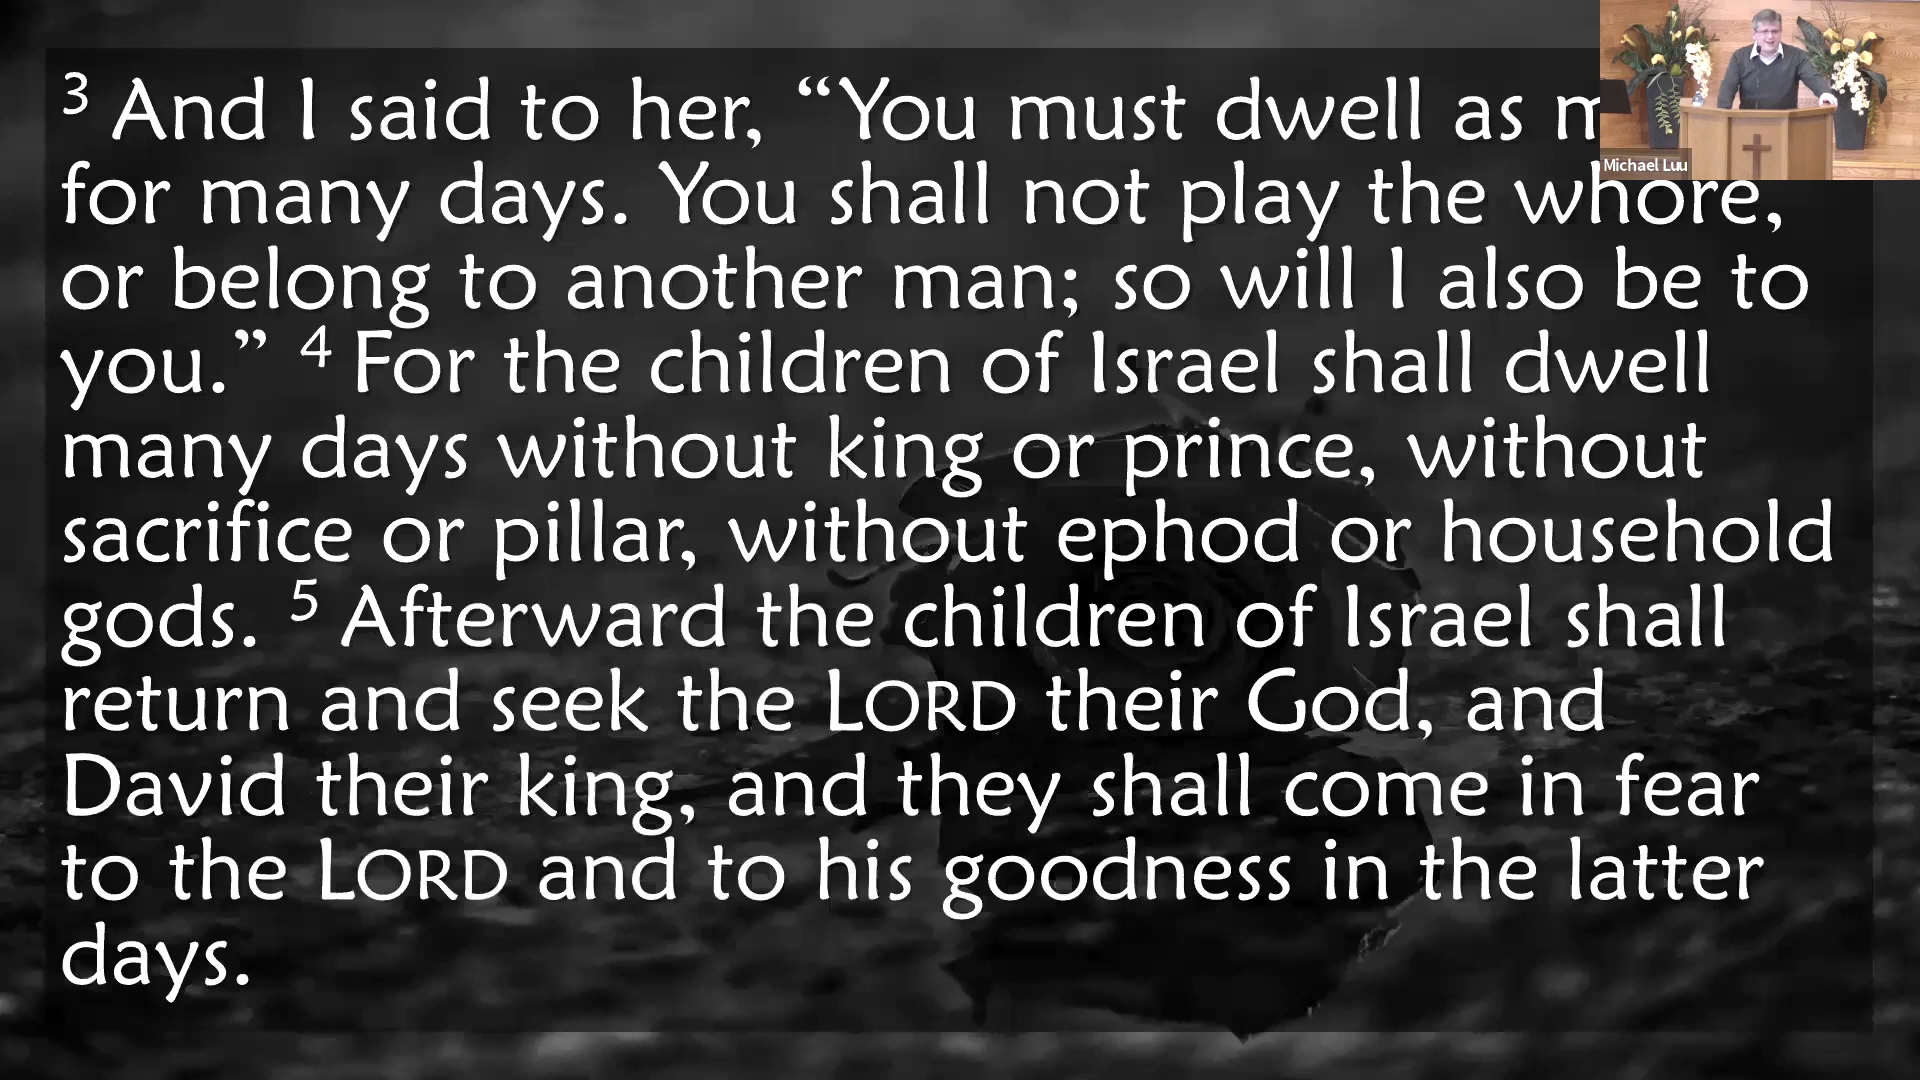 3 And I said to her, “You must dwell as
for many days. You shall not play the whore,
or belong to another man; so will I also be to
you.” 4 For the children of Israel shall dwell
many days without king or prince, without
sacrifice or pillar, without ephod or household
gods. 5 Afterward the children of Israel shall
return and seek the LORD their God, and
David their king, and they shall come in fear
to the LORD and to his goodness in the latter
days.
Michael Luu